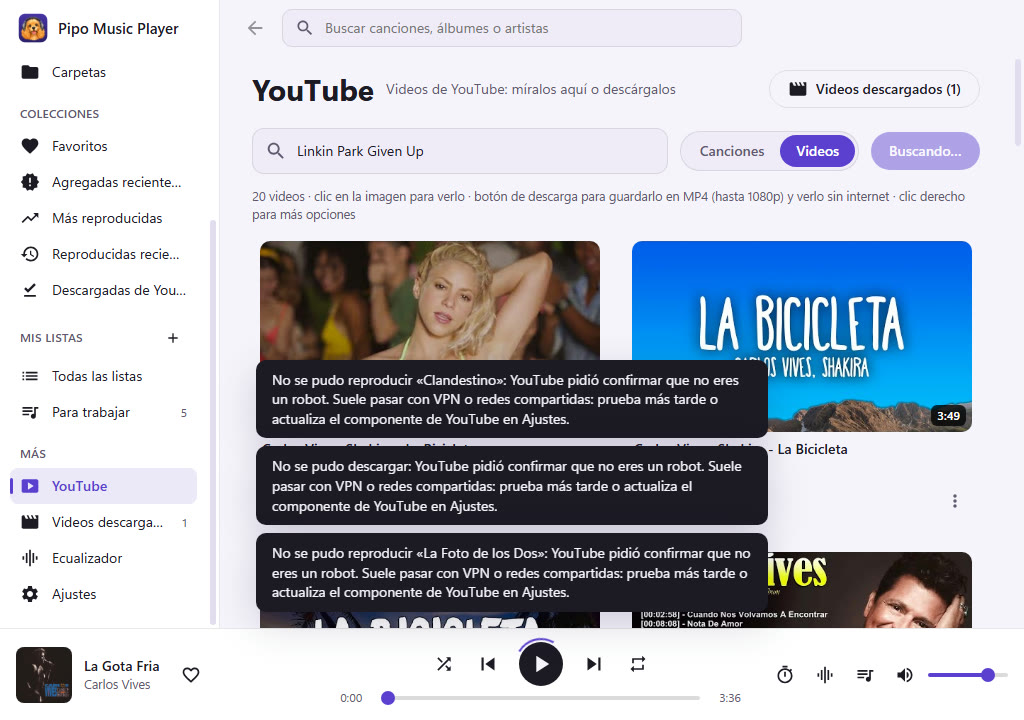 Pipo Music Player
Buscar canciones, álbumes o artistas
Carpetas
COLECCIONES
Favoritos
Agregadas reciente...
Más reproducidas
Reproducidas recie...
Descargadas de You...
MIS LISTAS
Todas las listas
Para trabajar 5
MÁS
YouTube
Videos descarga... 1
Ecualizador
Ajustes
YouTube Videos de YouTube: míralos aquí o descárgalos
Videos descargados (1)
Linkin Park Given Up
Canciones Videos Buscando...
20 videos · clic en la imagen para verlo · botón de descarga para guardarlo en MP4 (hasta 1080p) y verlo sin internet · clic derecho
para más opciones
LA BICICLETA
CARLOS VIVES, SHAKIRA
3:49
No se pudo reproducir «Clandestino»: YouTube pidió confirmar que no eres
un robot. Suele pasar con VPN o redes compartidas: prueba más tarde o
actualiza el componente de YouTube en Ajustes.
- La Bicicleta
No se pudo descargar: YouTube pidió confirmar que no eres un robot. Suele
pasar con VPN o redes compartidas: prueba más tarde o actualiza el
componente de YouTube en Ajustes.
No se pudo reproducir «La Foto de los Dos»: YouTube pidió confirmar que no
eres un robot. Suele pasar con VPN o redes compartidas: prueba más tarde o
actualiza el componente de YouTube en Ajustes.
ives
[00:02:58] - Cuando Nos Volvamos A Encontrar
[00:08:08] - Nota De Amor
LA BICICLETA
La Gota Fria
Carlos Vives
0:00
3:36